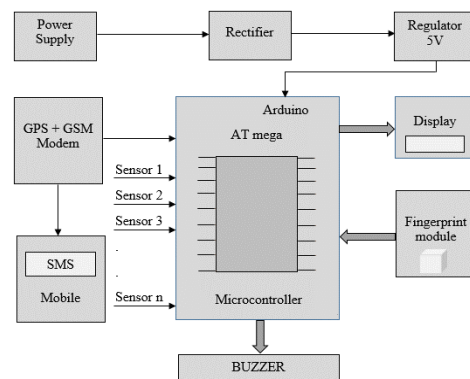 Power
Supply
Rectifier
Regulator
5V
GPS + GSM
Modem
Arduino
AT mega
Display
Sensor 1
Sensor 2
Sensor 3
.
.
Sensor n
Fingerprint
module
SMS
Mobile
Microcontroller
BUZZER